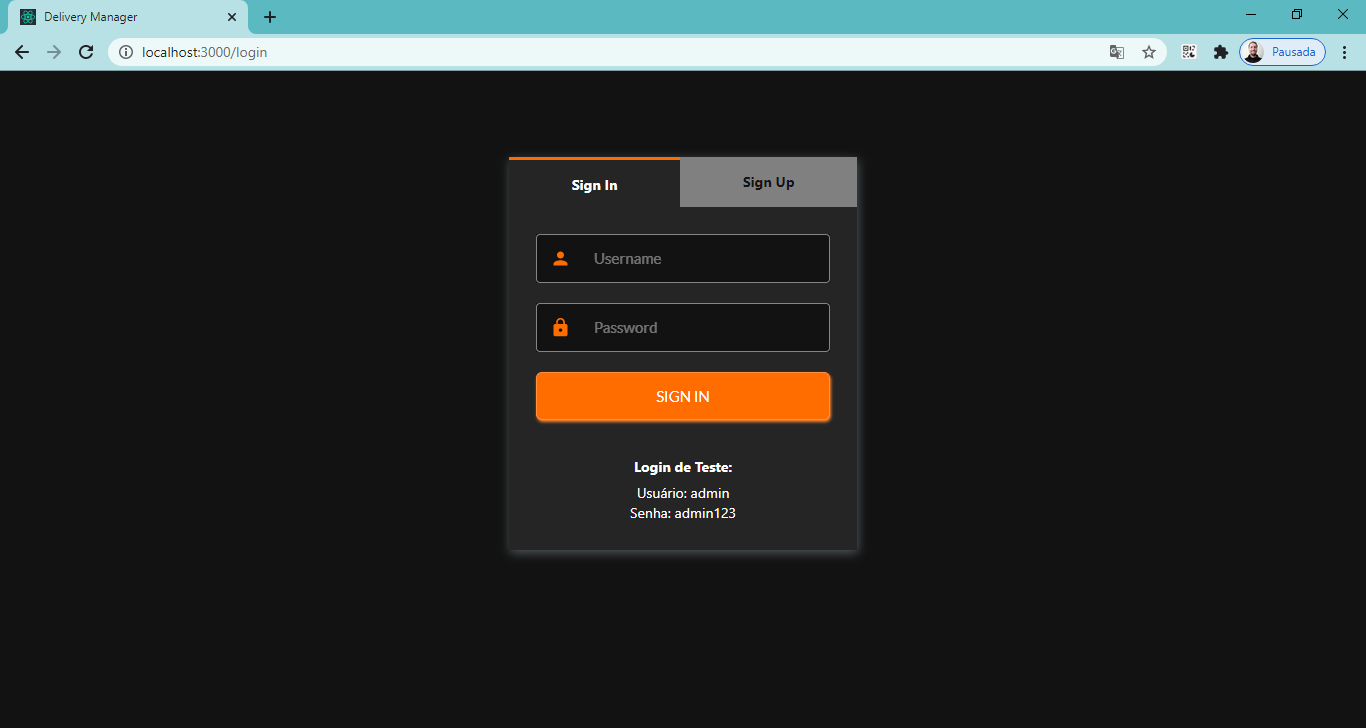 Delivery Manager
localhost:3000/login
Pausada
Sign In
Sign Up
Username
Password
SIGN IN
Login de Teste:
Usuário: admin
Senha: admin123